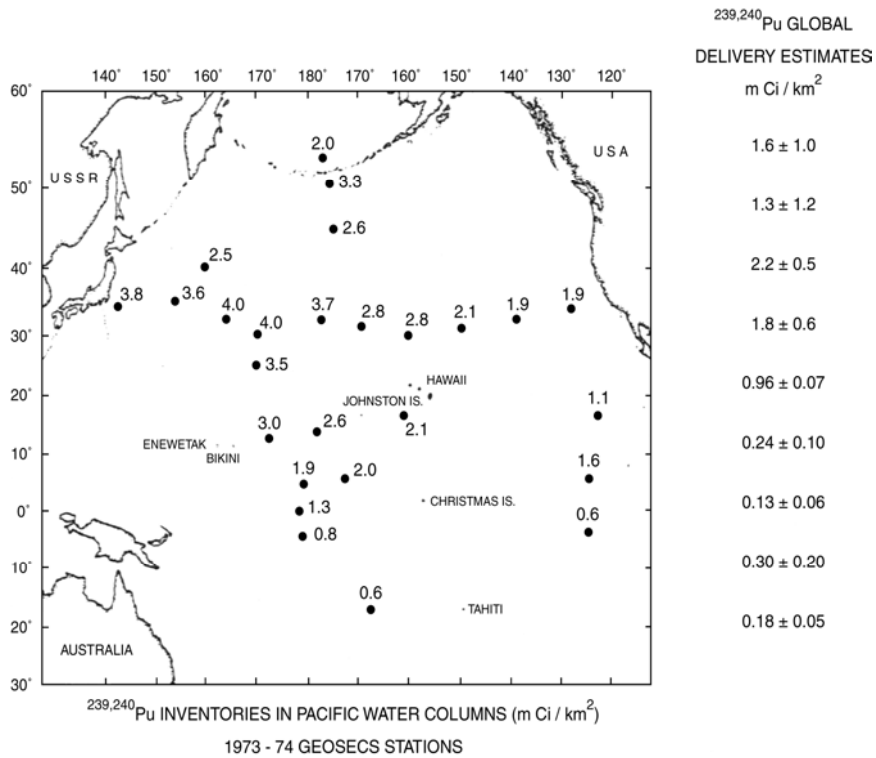 239,240Pu GLOBAL
DELIVERY ESTIMATES
m Ci / km2
140° 150° 160° 170° 180° 170° 160° 150° 140° 130° 120°
60°
2.0
1.6 ± 1.0
USSR
USA
50°
3.3
1.3 ± 1.2
2.6
2.5
40°
2.2 ± 0.5
3.8
3.6
4.0
4.0
3.7
2.8
2.8
2.1
1.9
1.9
30°
1.8 ± 0.6
3.5
HAWAII
20°
0.96 ± 0.07
JOHNSTON IS.
2.1
1.1
3.0
2.6
ENEWETAK
BIKINI
10°
0.24 ± 0.10
1.9
2.0
1.6
CHRISTMAS IS.
0°
1.3
0.13 ± 0.06
0.8
0.6
10°
0.30 ± 0.20
0.6
TAHITI
20°
0.18 ± 0.05
AUSTRALIA
30°
239,240Pu INVENTORIES IN PACIFIC WATER COLUMNS (m Ci / km2)
1973 - 74 GEOSECS STATIONS